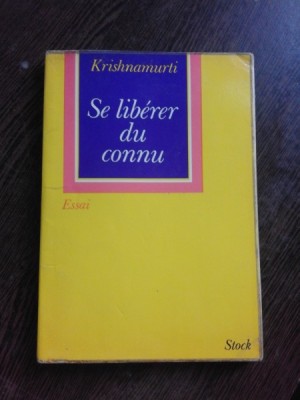 Krishnamurti
Se libérer
du
connu
Essai
Stock